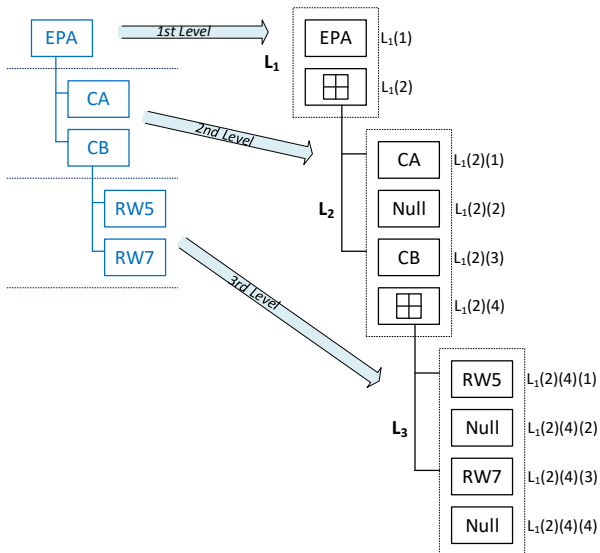 EPA
1st Level
EPA
L₁(1)
L₁
L₁(2)
CA
CB
2nd Level
CA
L₁(2)(1)
L₂
Null
L₁(2)(2)
CB
L₁(2)(3)
L₁(2)(4)
RW5
RW7
3rd Level
RW5
L₁(2)(4)(1)
L₃
Null
L₁(2)(4)(2)
RW7
L₁(2)(4)(3)
Null
L₁(2)(4)(4)